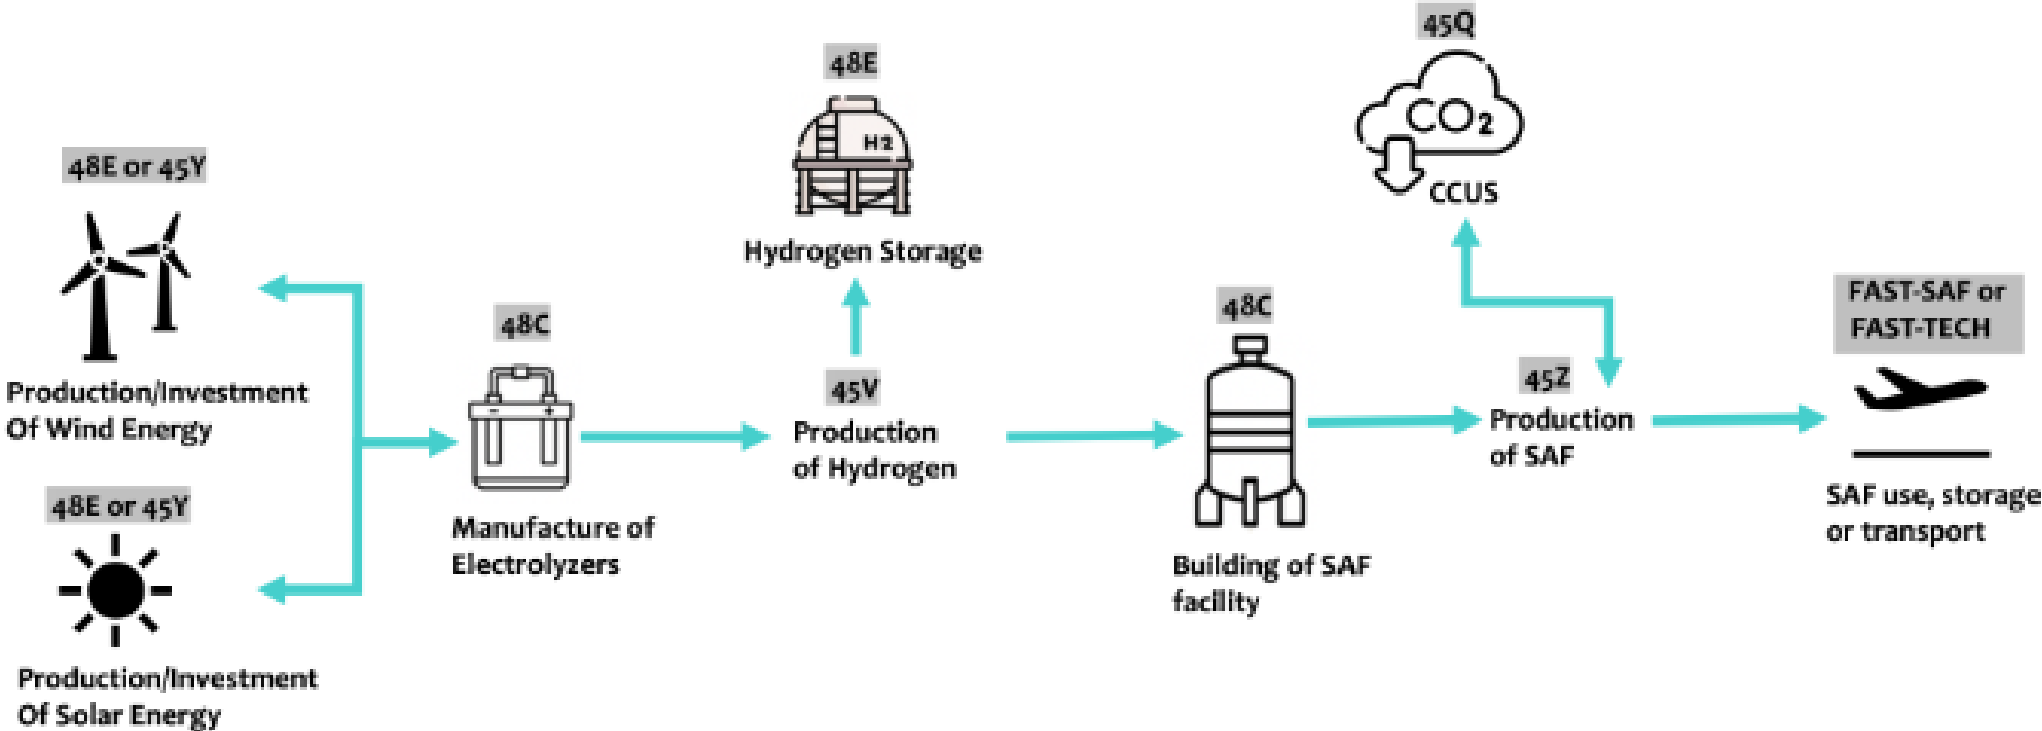 48E or 45Y
Production/Investment
Of Wind Energy
48E or 45Y
Production/Investment
Of Solar Energy
48C
- +
Manufacture of
Electrolyzers
48E
H2
Hydrogen Storage
45V
Production
of Hydrogen
48C
Building of SAF
facility
45Q
CO2
CCUS
45Z
Production
of SAF
FAST-SAF or
FAST-TECH
SAF use, storage
or transport